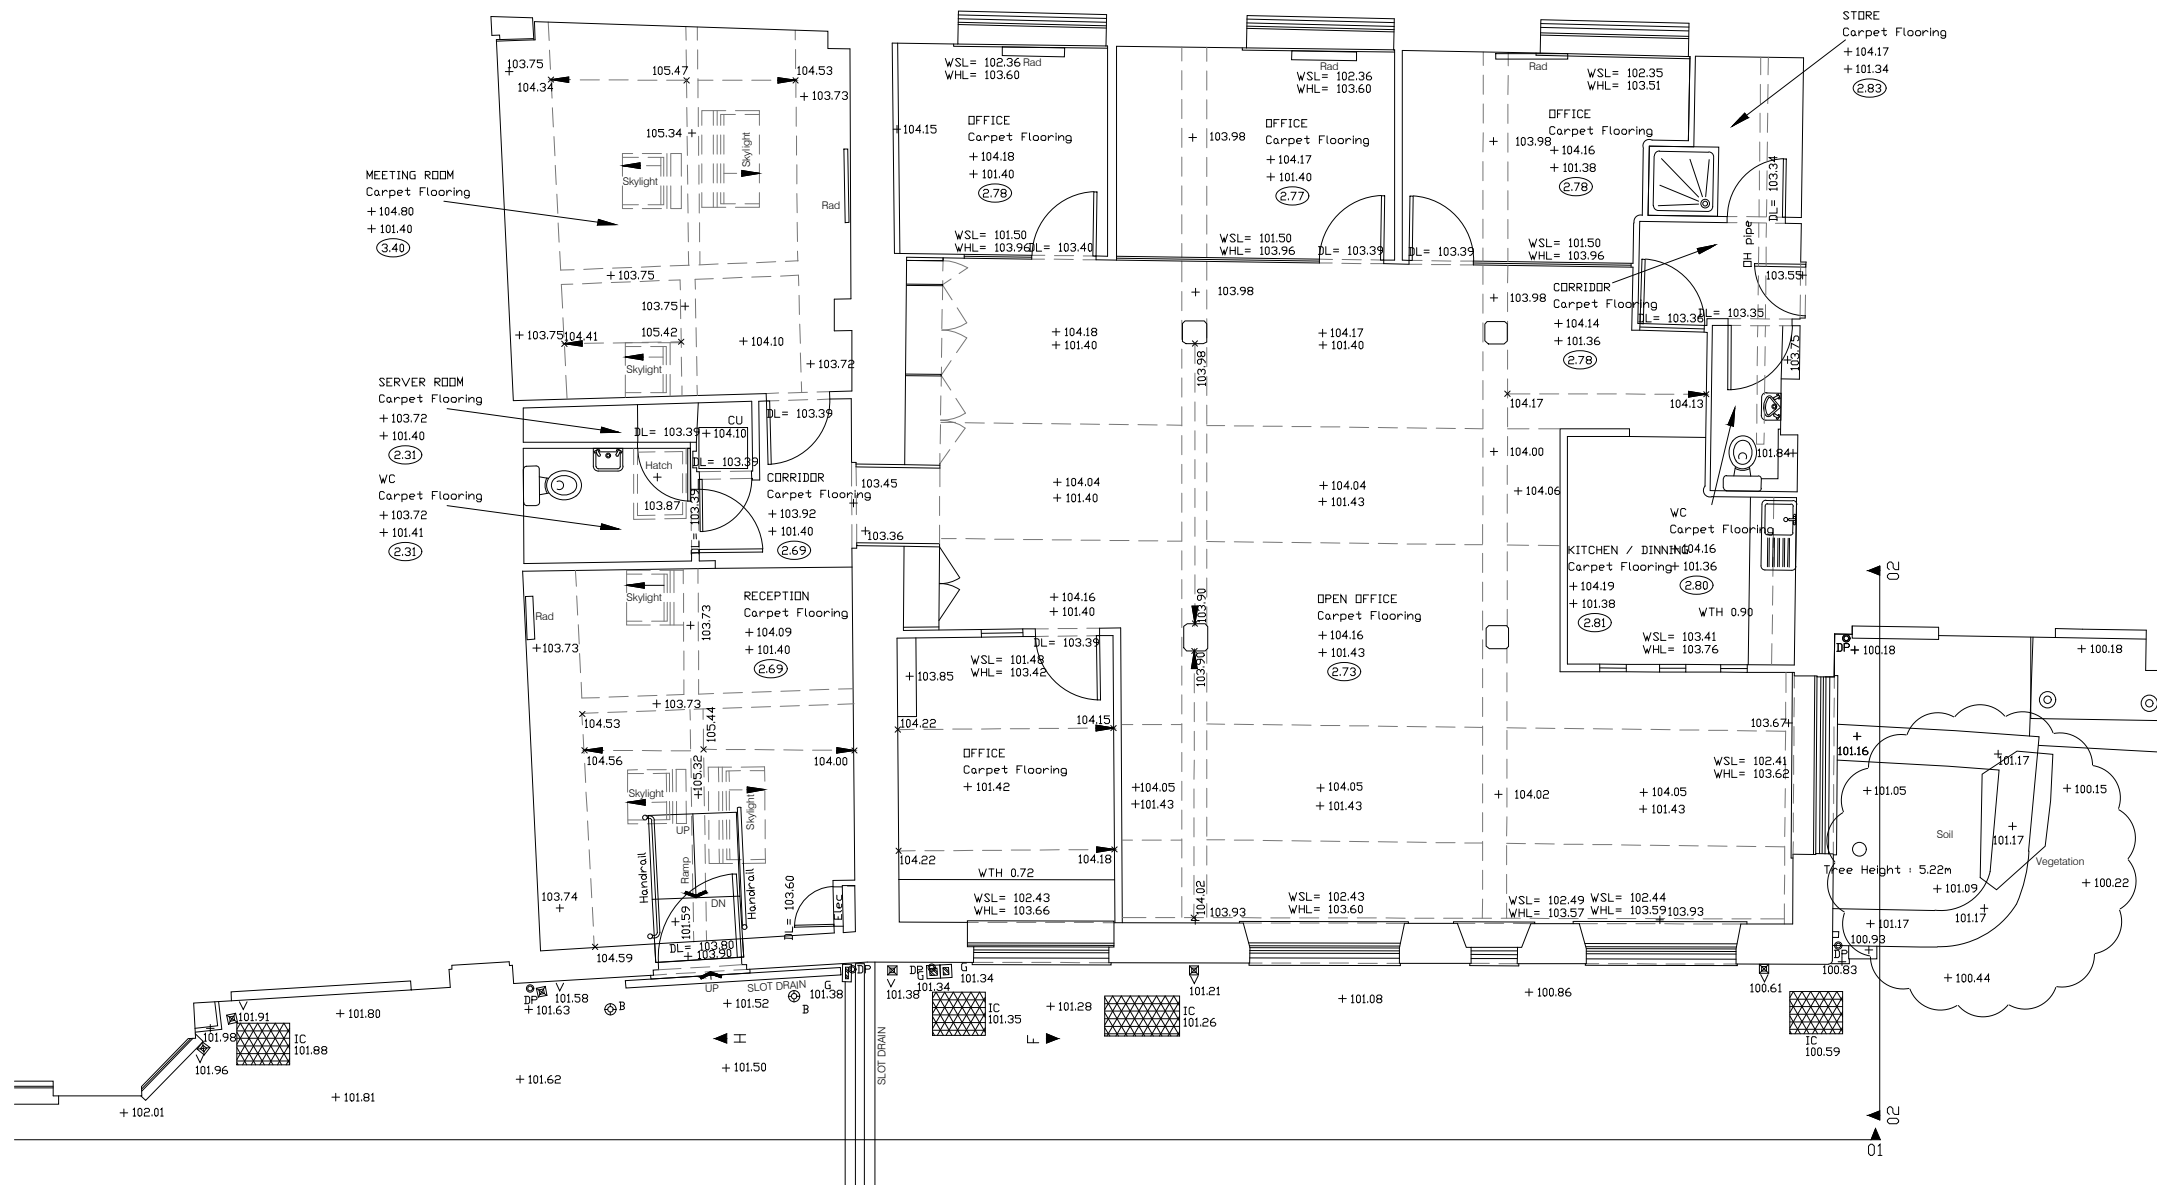 STORE
Carpet Flooring
+104.17
+101.34
2.83
103.75
104.34
105.47
104.53
+103.73
105.34+
Skylight
Skylight
Rad
MEETING ROOM
Carpet Flooring
+104.80
+101.40
3.40
+103.75
103.75+
+103.75
104.41
105.42
+104.10
Skylight
+103.72
WSL= 102.36
WHL= 103.60
Rad
+104.15
OFFICE
Carpet Flooring
+104.18
+101.40
2.78
WSL= 101.50
WHL= 103.96
DL= 103.40
Rad
WSL= 102.36
WHL= 103.60
+ 103.98
OFFICE
Carpet Flooring
+104.17
+101.40
2.77
WSL= 101.50
WHL= 103.96
DL= 103.39
Rad
WSL= 102.35
WHL= 103.51
+ 103.98
OFFICE
Carpet Flooring
+104.16
+101.38
2.78
DL= 103.39
WSL= 101.50
WHL= 103.96
DL= 103.34
OH pipe
103.55
CORRIDOR
Carpet Flooring
+104.14
+101.36
2.78
DL= 103.36
DL= 103.35
103.75
+ 103.98
+ 103.98
+104.18
+101.40
+104.17
+101.40
103.98
104.17
104.13
SERVER ROOM
Carpet Flooring
+103.72
+101.40
2.31
DL= 103.39
CU
+104.10
DL= 103.39
DL= 103.39
Hatch
+
103.87
DL= 103.39
WC
Carpet Flooring
+103.72
+101.41
2.31
CORRIDOR
Carpet Flooring
+103.92
+101.40
2.69
103.45
+103.36
+104.04
+101.40
+104.04
+101.43
+ 104.00
+104.06
101.84+
WC
Carpet Flooring
+104.16
+101.36
2.80
KITCHEN / DINNING
Carpet Flooring
+104.19
+101.38
2.81
WTH 0.90
WSL= 103.41
WHL= 103.76
Skylight
Rad
+103.73
103.73
RECEPTION
Carpet Flooring
+104.09
+101.40
2.69
+103.73
104.53
105.44
104.56
104.00
105.32
Skylight
Skylight
UP
Ramp
DN
Handrail
Handrail
103.74
+
101.59
DL= 103.80
+103.90
104.59
DL= 103.60
Elec
+104.16
+101.40
DL= 103.39
WSL= 101.48
WHL= 103.42
+103.85
104.22
104.15
OFFICE
Carpet Flooring
+101.42
104.22
104.18
WTH 0.72
WSL= 102.43
WHL= 103.66
103.90
103.90
OPEN OFFICE
Carpet Flooring
+104.16
+101.43
2.73
+104.05
+101.43
+104.05
+101.43
+ 104.02
+104.05
+101.43
103.67
WSL= 102.41
WHL= 103.62
104.02
103.93
WSL= 102.43
WHL= 103.60
WSL= 102.49
WHL= 103.57
WSL= 102.44
WHL= 103.59
103.93
02
DP
+100.18
+100.18
101.16
101.17
+101.05
+100.15
Soil
101.17
Vegetation
Tree Height : 5.22m
+101.09
+100.22
101.17
+101.17
100.93
DP
100.83
+100.44
DP
101.58
+101.63
B
UP
SLOT DRAIN
+101.52
B
G
101.38
DP
101.38
DP
G
101.34
G
101.34
IC
101.35
+101.28
IC
101.26
101.21
+101.08
+100.86
100.61
IC
100.59
101.91
101.98
101.96
IC
101.88
+101.80
H
F
SLOT DRAIN
+101.50
+101.62
+101.81
+102.01
02
01